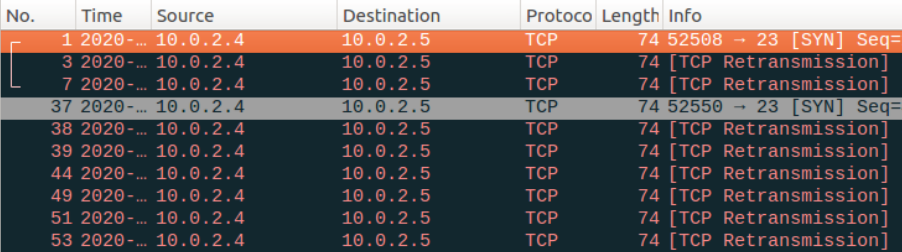 No. Time Source Destination Protoco Length Info
1 2020-… 10.0.2.4 10.0.2.5 TCP 74 52508 → 23 [SYN] Seq=
3 2020-… 10.0.2.4 10.0.2.5 TCP 74 [TCP Retransmission]
7 2020-… 10.0.2.4 10.0.2.5 TCP 74 [TCP Retransmission]
37 2020-… 10.0.2.4 10.0.2.5 TCP 74 52550 → 23 [SYN] Seq=
38 2020-… 10.0.2.4 10.0.2.5 TCP 74 [TCP Retransmission]
39 2020-… 10.0.2.4 10.0.2.5 TCP 74 [TCP Retransmission]
44 2020-… 10.0.2.4 10.0.2.5 TCP 74 [TCP Retransmission]
49 2020-… 10.0.2.4 10.0.2.5 TCP 74 [TCP Retransmission]
51 2020-… 10.0.2.4 10.0.2.5 TCP 74 [TCP Retransmission]
53 2020-… 10.0.2.4 10.0.2.5 TCP 74 [TCP Retransmission]